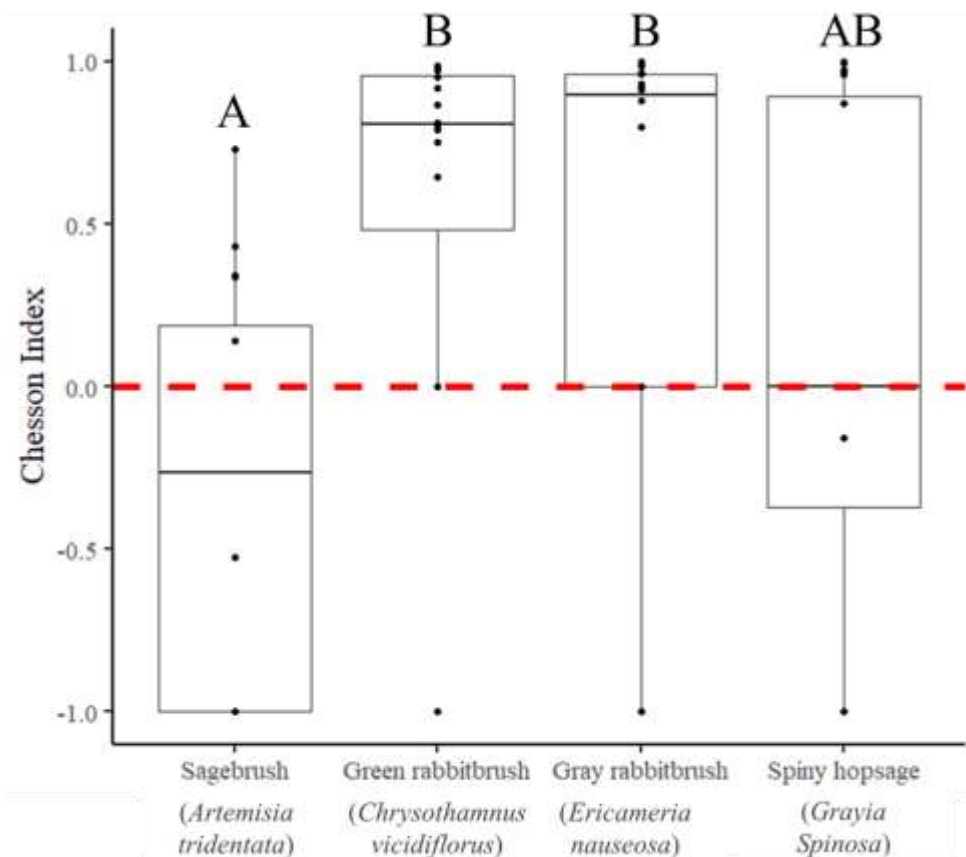 B B AB
A
1.0
0.5
0.0
-0.5
-1.0
Chesson Index
Sagebrush Green rabbitbrush Gray rabbitbrush Spiny hopsage
(Artemisia (Chrysothamnus (Ericameria (Grayia
tridentata) vicidiflorus) nauseosa) Spinosa)